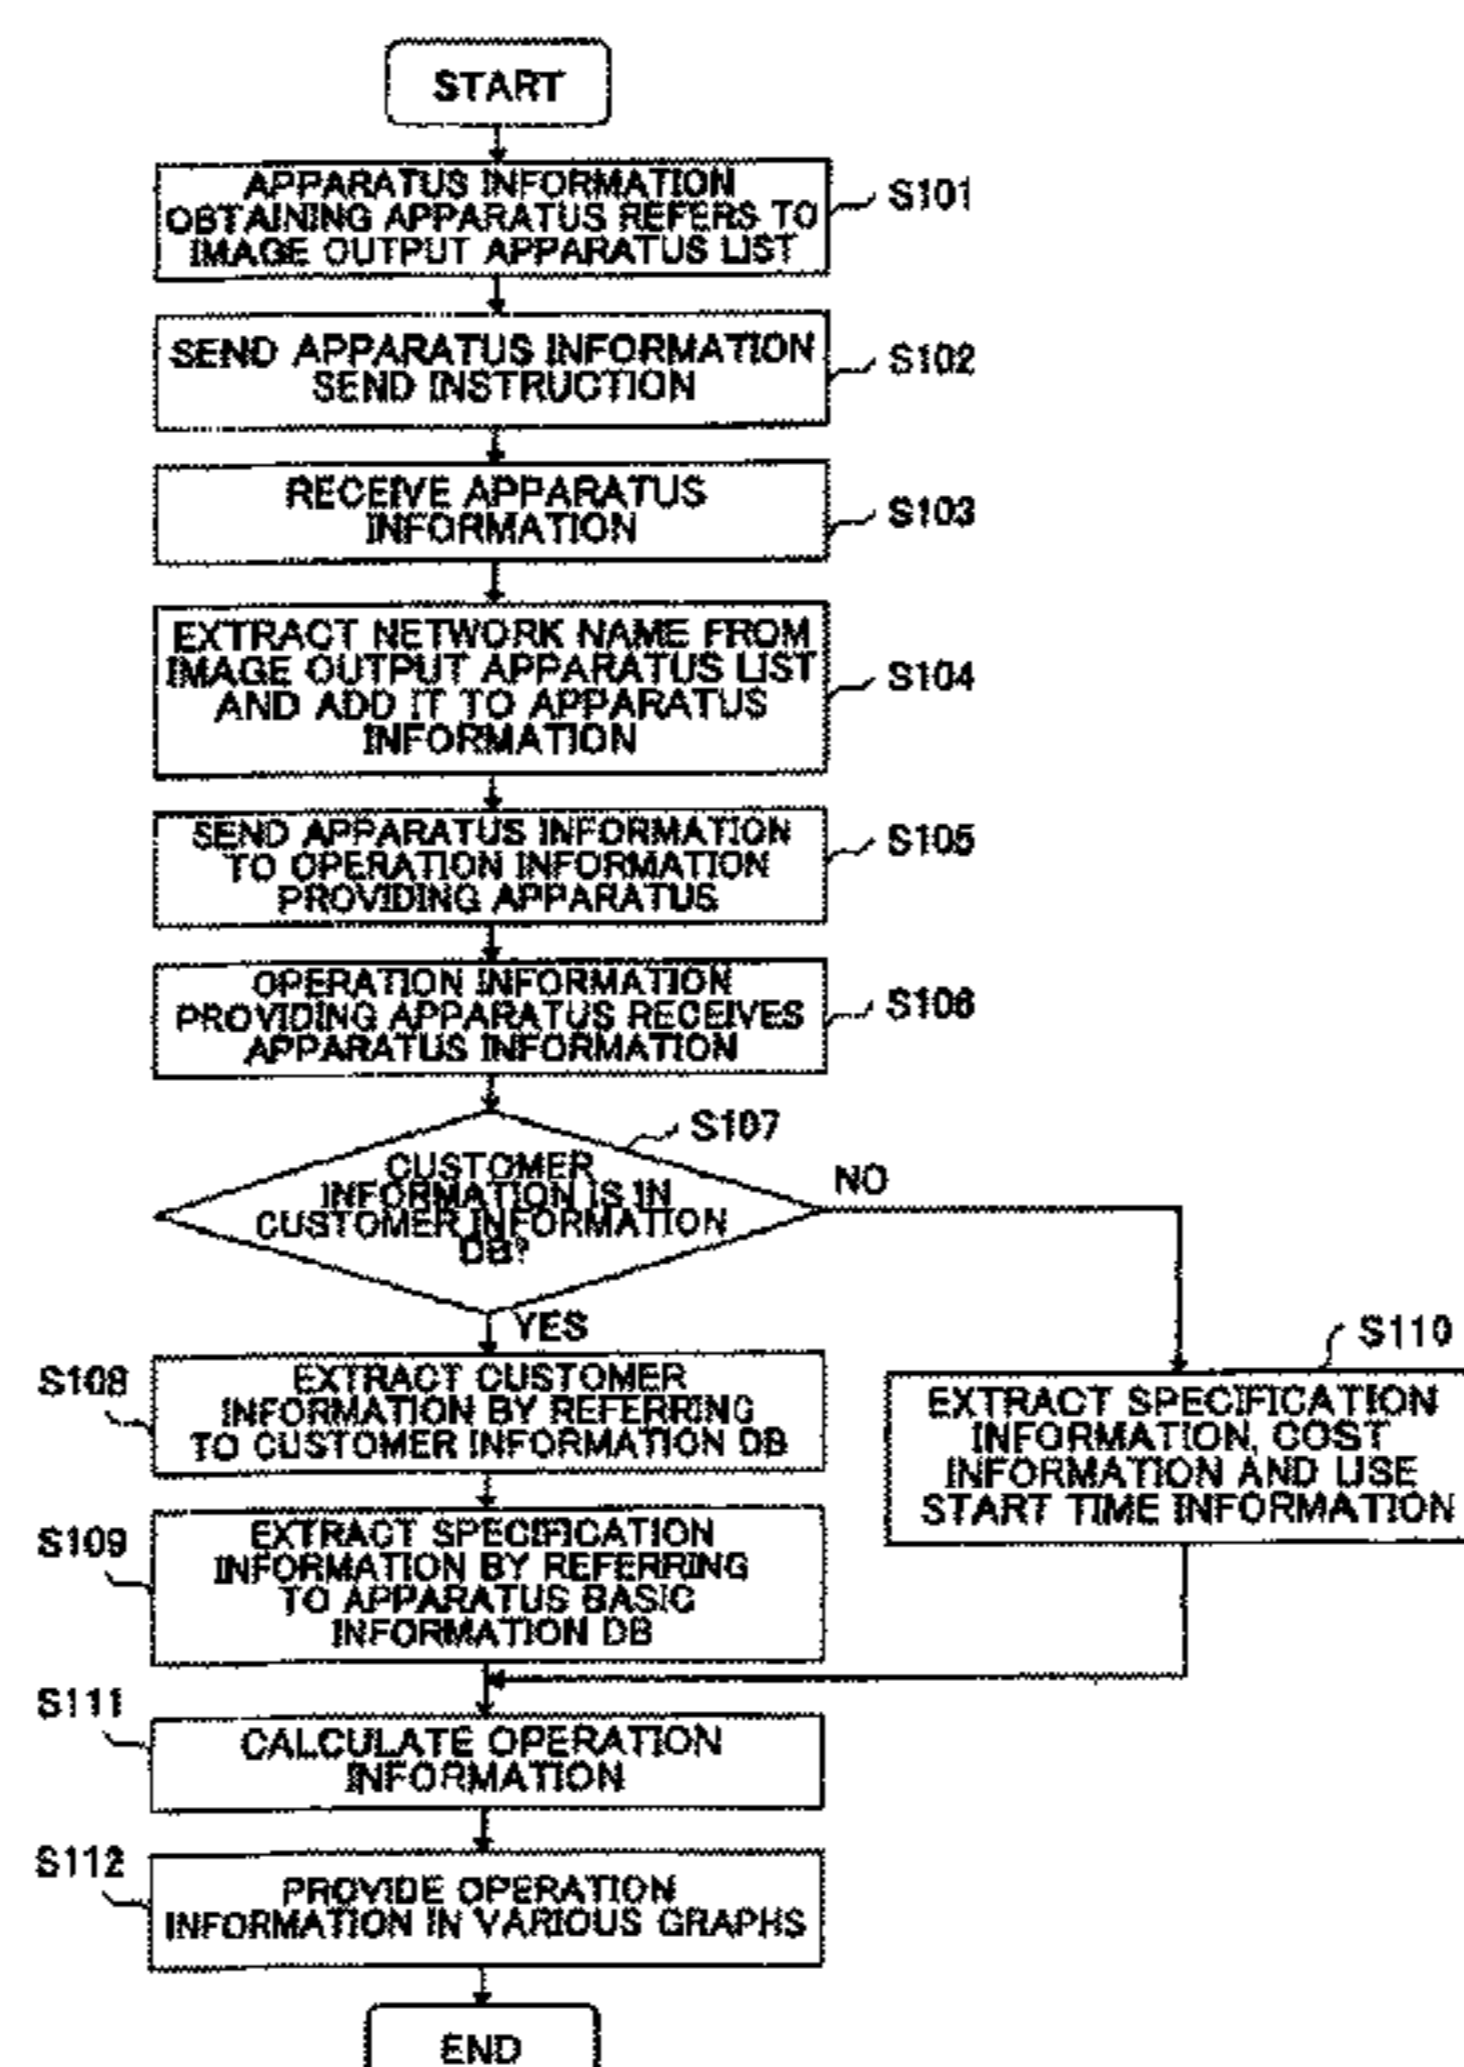 START
APPARATUS INFORMATION
OBTAINING APPARATUS REFERS TO
IMAGE OUTPUT APPARATUS LIST
S101
SEND APPARATUS INFORMATION
SEND INSTRUCTION
S102
RECEIVE APPARATUS
INFORMATION
S103
EXTRACT NETWORK NAME FROM
IMAGE OUTPUT APPARATUS LIST
AND ADD IT TO APPARATUS
INFORMATION
S104
SEND APPARATUS INFORMATION
TO OPERATION INFORMATION
PROVIDING APPARATUS
S105
OPERATION INFORMATION
PROVIDING APPARATUS RECEIVES
APPARATUS INFORMATION
S106
S107
CUSTOMER
INFORMATION IS IN
CUSTOMER INFORMATION
DB?
NO
YES
S108
EXTRACT CUSTOMER
INFORMATION BY REFERRING
TO CUSTOMER INFORMATION DB
S110
EXTRACT SPECIFICATION
INFORMATION, COST
INFORMATION AND USE
START TIME INFORMATION
S109
EXTRACT SPECIFICATION
INFORMATION BY REFERRING
TO APPARATUS BASIC
INFORMATION DB
S111
CALCULATE OPERATION
INFORMATION
S112
PROVIDE OPERATION
INFORMATION IN VARIOUS GRAPHS
END